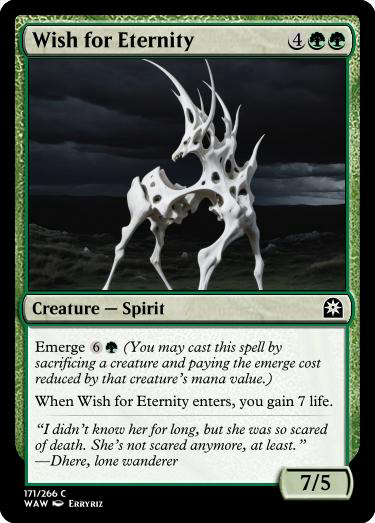 Wish for Eternity 4
Creature — Spirit
Emerge 6 (You may cast this spell by
sacrificing a creature and paying the emerge cost
reduced by that creature's mana value.)
When Wish for Eternity enters, you gain 7 life.
“I didn't know her for long, but she was so scared
of death. She's not scared anymore, at least.”
—Dhere, lone wanderer
7/5
171/266 C
WAW Erryriz